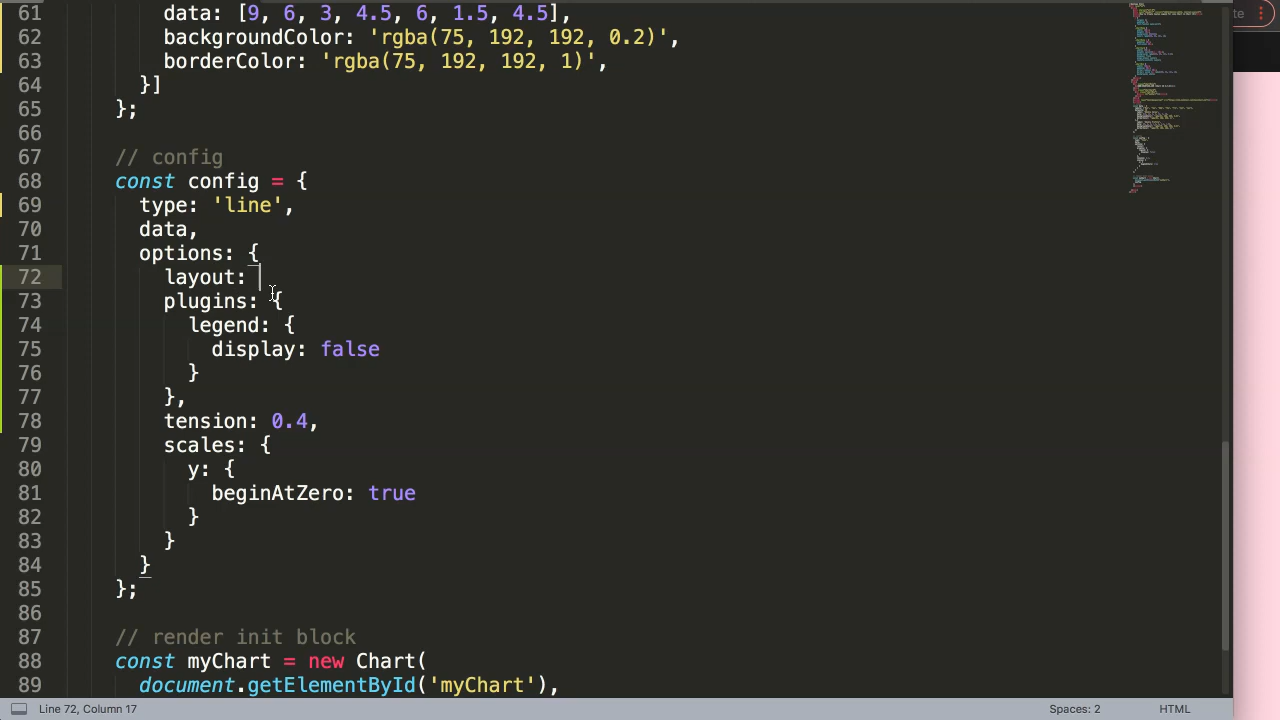 61 data: [9, 6, 3, 4.5, 6, 1.5, 4.5],
62 backgroundColor: 'rgba(75, 192, 192, 0.2)',
63 borderColor: 'rgba(75, 192, 192, 1)',
64 }]
65 };
66
67 // config
68 const config = {
69 type: 'line',
70 data,
71 options: {
72 layout:
73 plugins: {
74 legend: {
75 display: false
76 }
77 },
78 tension: 0.4,
79 scales: {
80 y: {
81 beginAtZero: true
82 }
83 }
84 }
85 };
86
87 // render init block
88 const myChart = new Chart(
89 document.getElementById('myChart'),
Line 72, Column 17 Spaces: 2 HTML